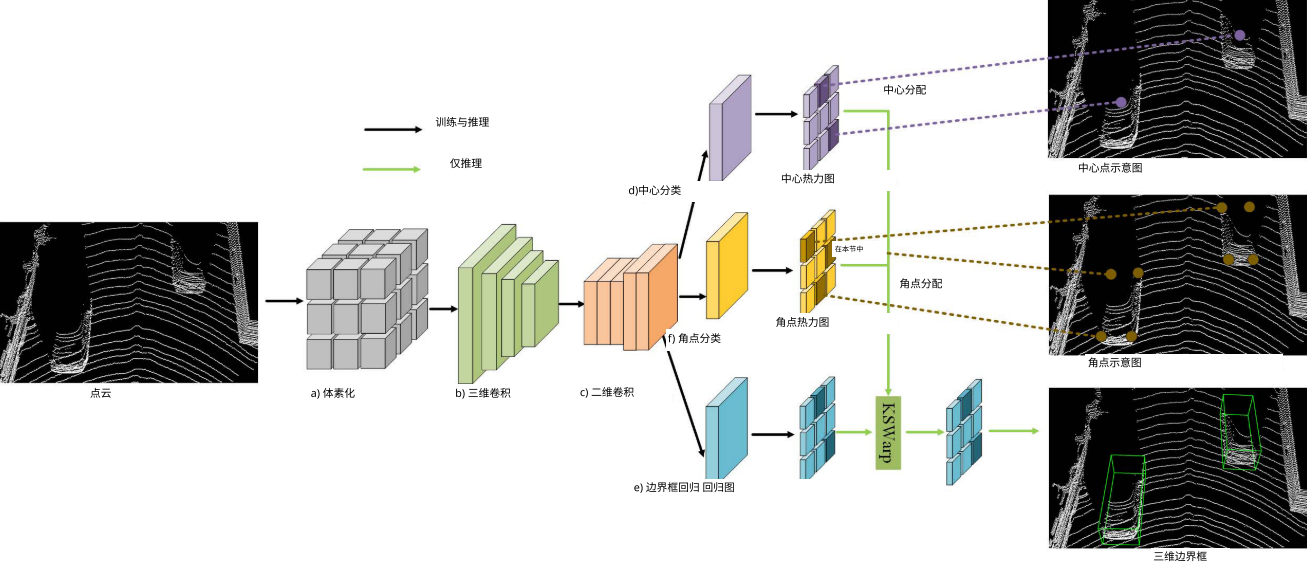 训练与推理
仅推理
点云
a) 体素化
b) 三维卷积
c) 二维卷积
d)中心分类
中心热力图
中心分配
中心点示意图
f) 角点分类
角点热力图
在本节中
角点分配
角点示意图
e) 边界框回归 回归图
KSWarp
三维边界框